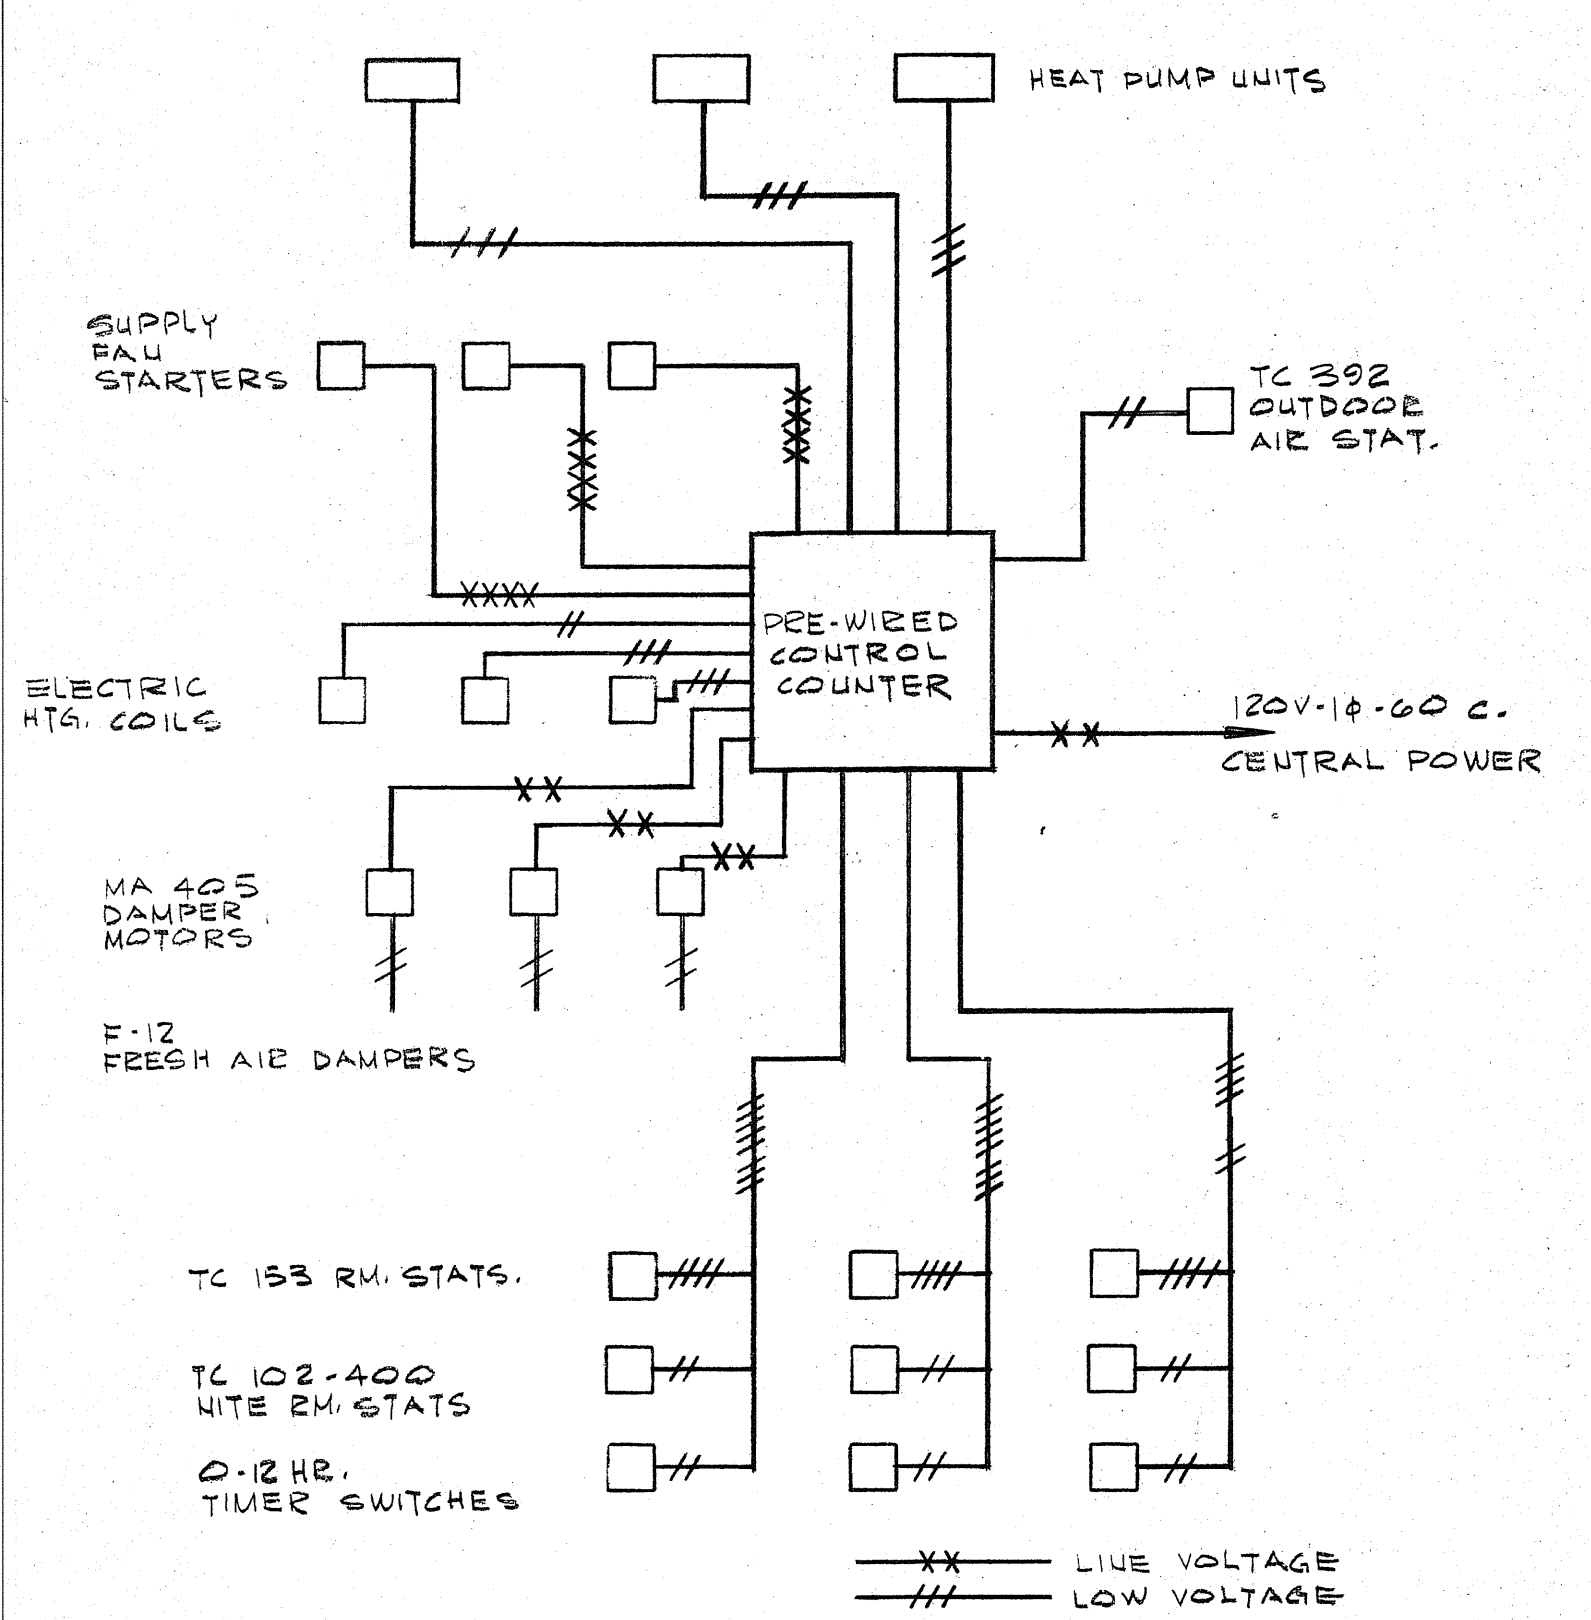 HEAT PUMP UNITS
SUPPLY
FAN
STARTERS
TC 392
OUTDOOR
AIR STAT.
PRE-WIRED
CONTROL
COUNTER
ELECTRIC
HTG. COILS
120V-1φ-60 C.
CENTRAL POWER
MA 405
DAMPER
MOTORS
F-12
FRESH AIR DAMPERS
TC 153 RM. STATS.
TC 102-400
NITE RM. STATS
0-12 HR.
TIMER SWITCHES
LINE VOLTAGE
LOW VOLTAGE